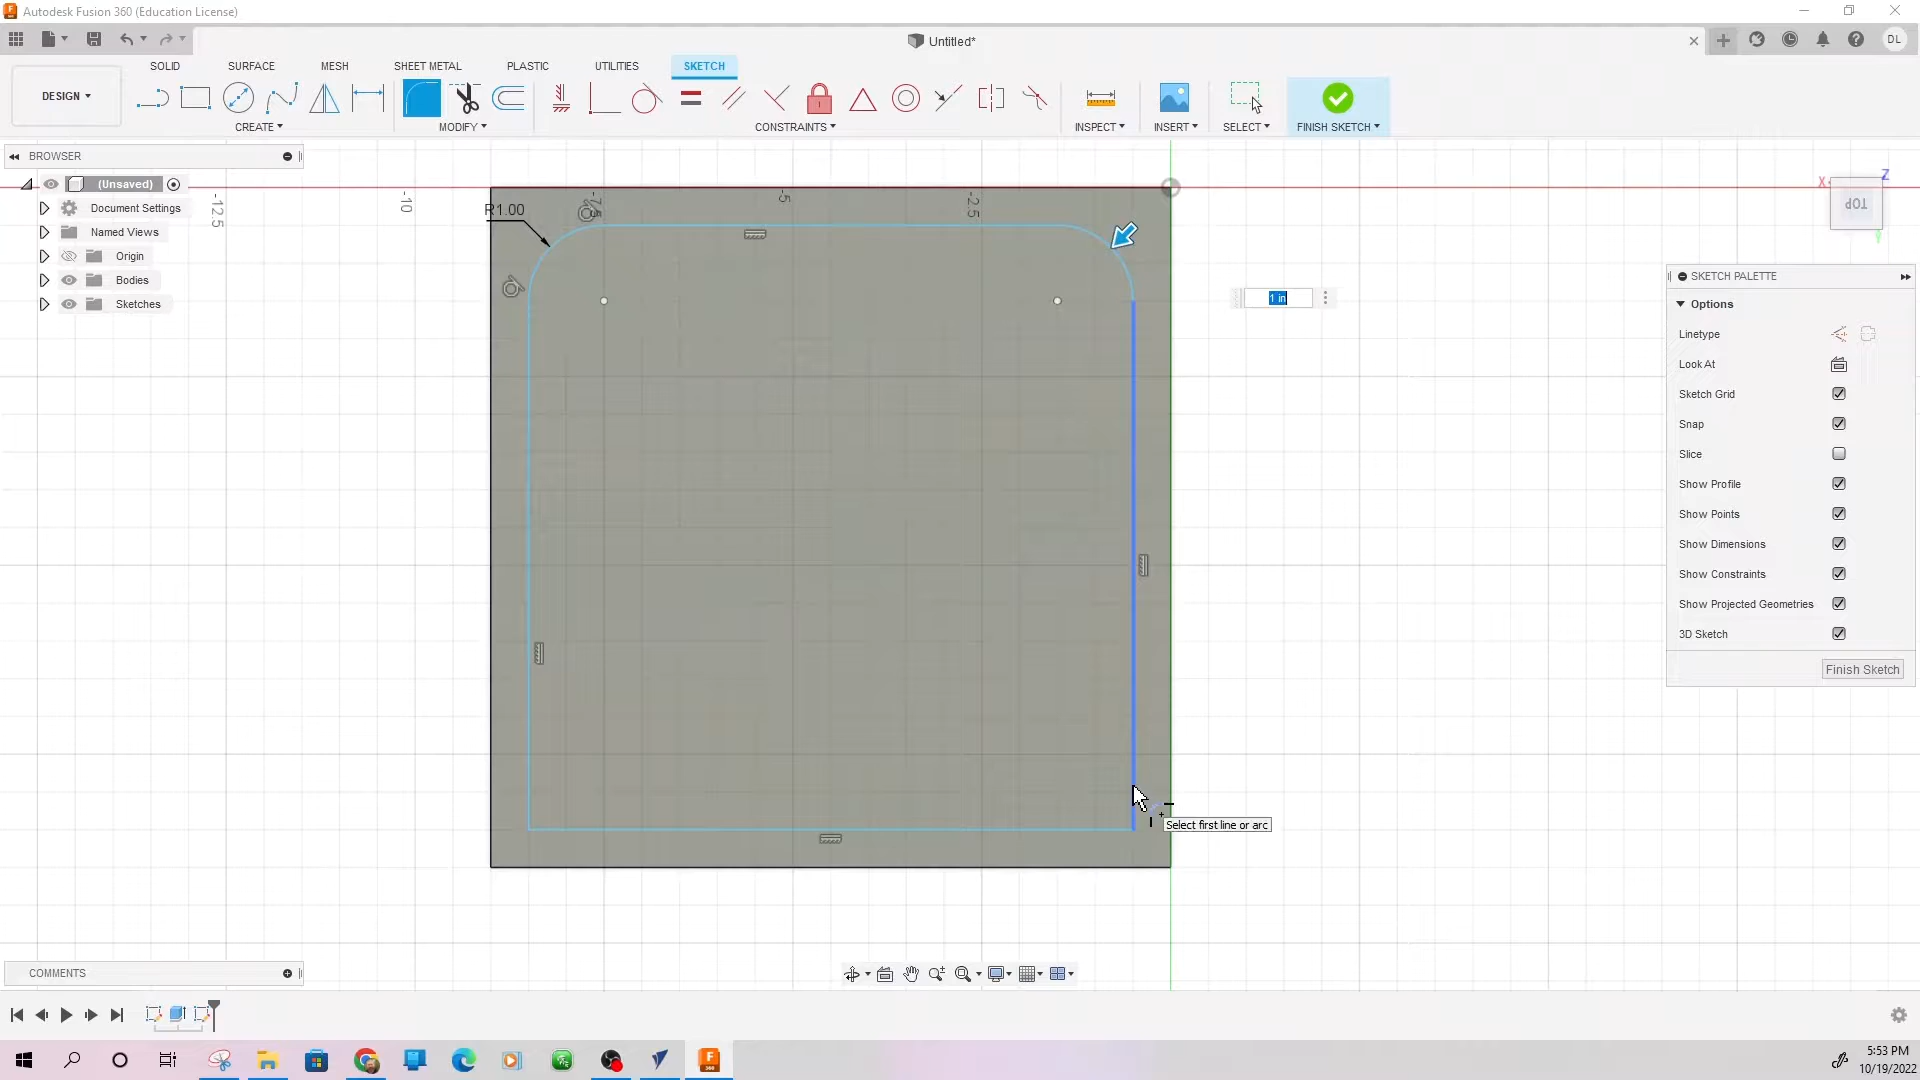 Autodesk Fusion 360 (Education License)
Untitled*
DL
SOLID
SURFACE
MESH
SHEET METAL
PLASTIC
UTILITIES
SKETCH
DESIGN
CREATE
MODIFY
CONSTRAINTS
INSPECT
INSERT
SELECT
FINISH SKETCH
BROWSER
(Unsaved)
Document Settings
Named Views
Origin
Bodies
Sketches
-12.5
-10
-7.5
-5
-2.5
R1.00
1 in
X
Z
TOP
SKETCH PALETTE
Options
Linetype
Look At
Sketch Grid
Snap
Slice
Show Profile
Show Points
Show Dimensions
Show Constraints
Show Projected Geometries
3D Sketch
Finish Sketch
Select first line or arc
COMMENTS
F
360
5:53 PM
10/19/2022